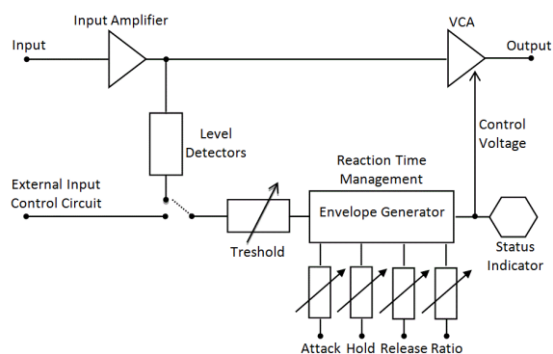 Input Amplifier
VCA
Input
Output
Level
Detectors
Control
Voltage
Reaction Time
Management
External Input
Control Circuit
Envelope Generator
Treshold
Status
Indicator
Attack Hold Release Ratio